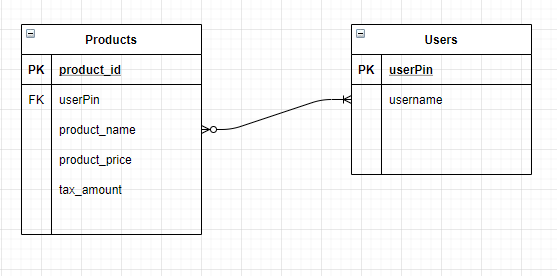 Products
PK product_id
FK userPin
product_name
product_price
tax_amount
Users
PK userPin
username